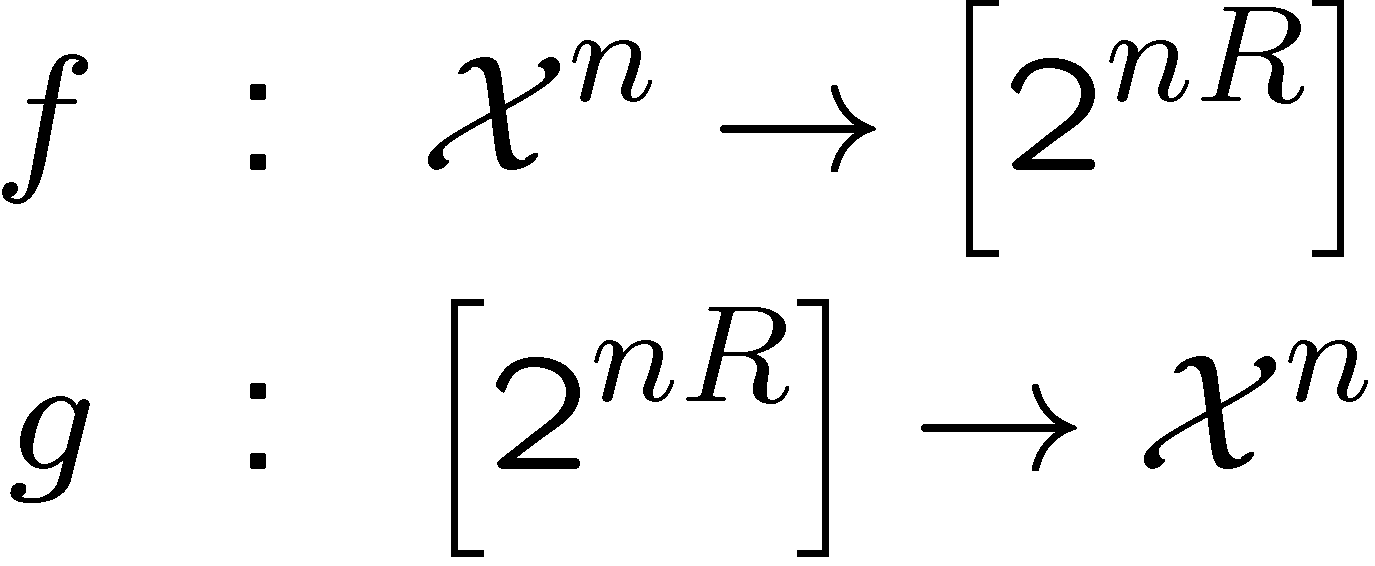 f : 𝒳ⁿ → [2ⁿᴿ]
g : [2ⁿᴿ] → 𝒳ⁿ